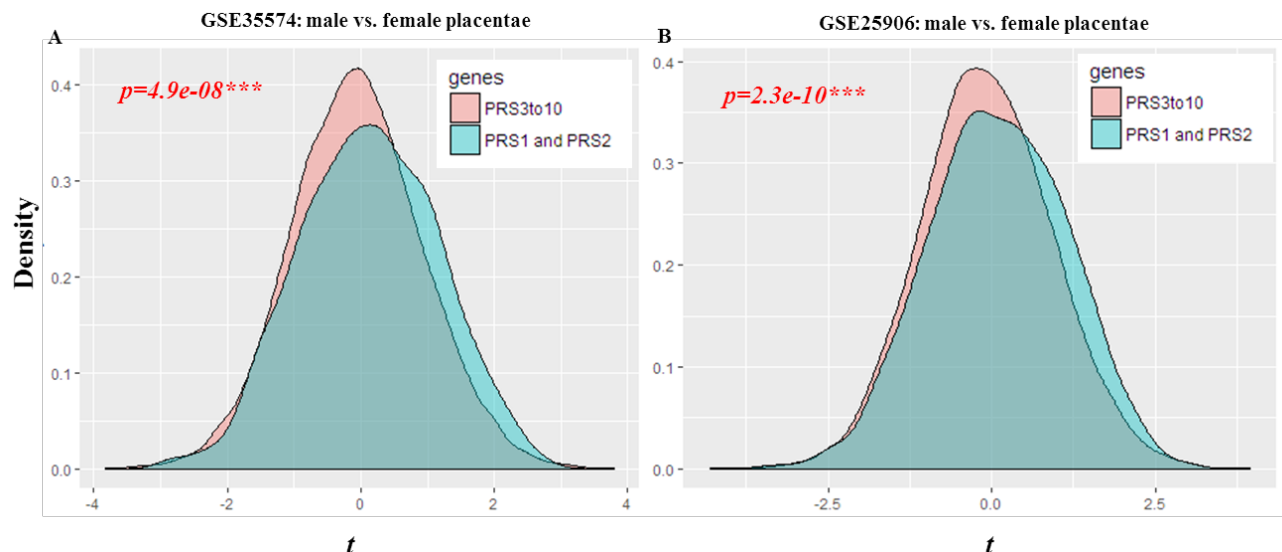 GSE35574: male vs. female placentae
A
p=4.9e-08***
genes
PRS3to10
PRS1 and PRS2
0.4
0.3
0.2
0.1
0.0
-4
-2
0
2
4
Density
t
GSE25906: male vs. female placentae
B
p=2.3e-10***
genes
PRS3to10
PRS1 and PRS2
0.4
0.3
0.2
0.1
0.0
-2.5
0.0
2.5
t